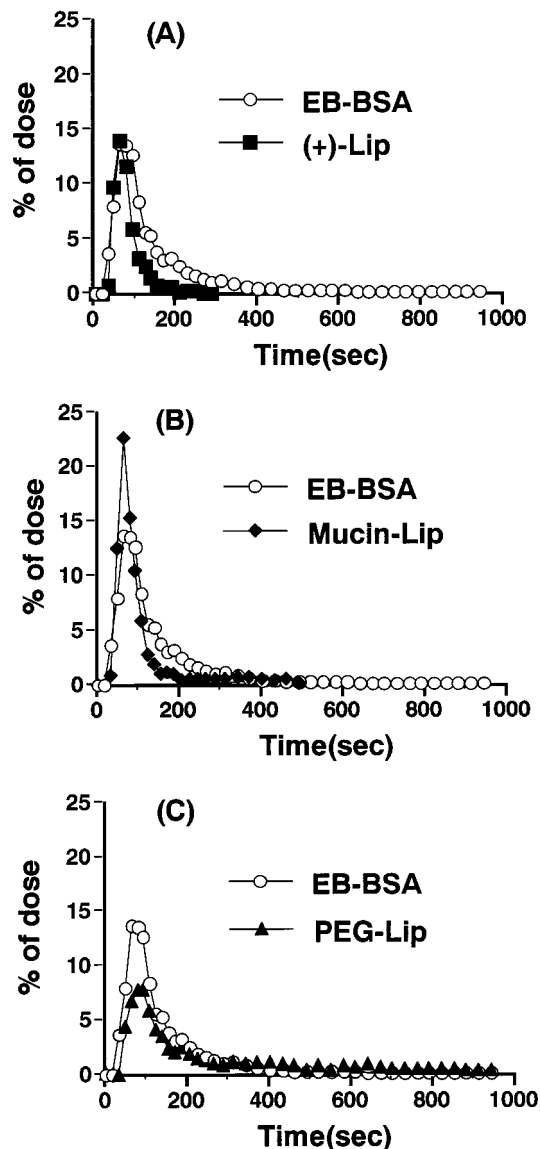 (A)
25
20
15
10
5
0
% of dose
EB-BSA
(+)-Lip
0 200 400 600 800 1000
Time(sec)
(B)
25
20
15
10
5
0
% of dose
EB-BSA
Mucin-Lip
0 200 400 600 800 1000
Time(sec)
(C)
25
20
15
10
5
0
% of dose
EB-BSA
PEG-Lip
0 200 400 600 800 1000
Time(sec)